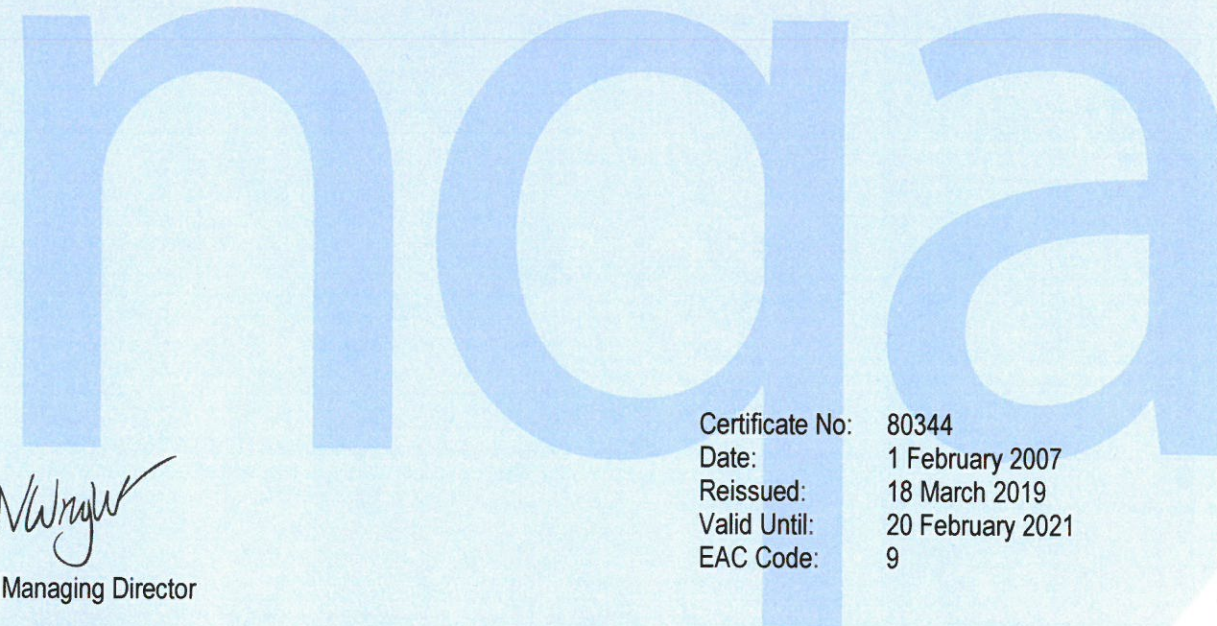 nqa
Certificate No: 80344
Date: 1 February 2007
Reissued: 18 March 2019
Valid Until: 20 February 2021
EAC Code: 9
Managing Director